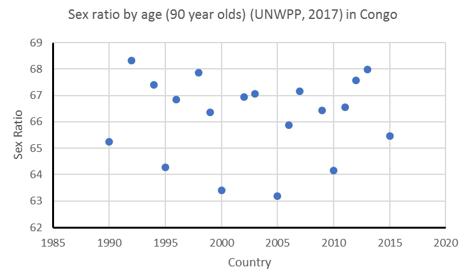 Sex ratio by age (90 year olds) (UNWPP, 2017) in Congo
69
68
67
66
65
64
63
62
Sex Ratio
1985 1990 1995 2000 2005 2010 2015 2020
Country